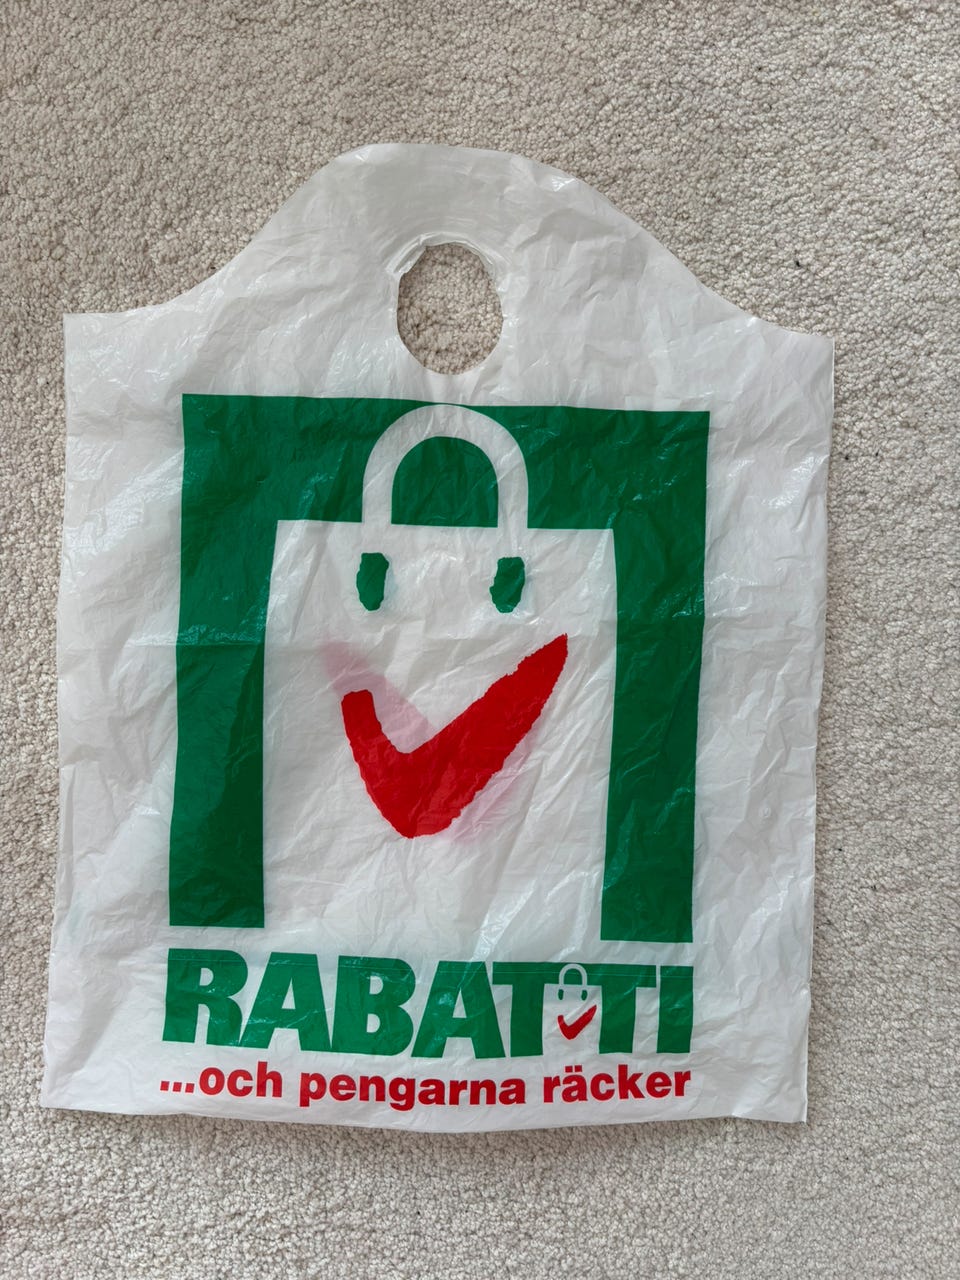 RABATTI
...och pengarna räcker